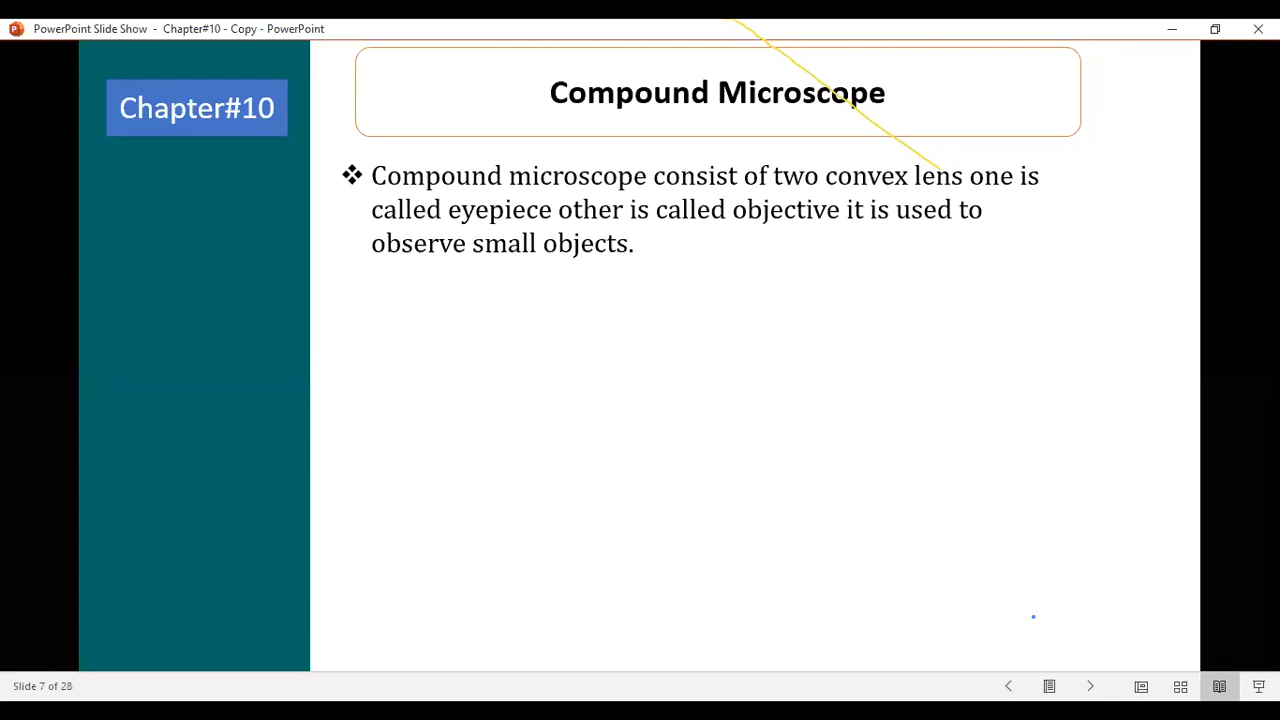 PowerPoint Slide Show - Chapter#10 - Copy - PowerPoint
Chapter#10
Compound Microscope
❖ Compound microscope consist of two convex lens one is
called eyepiece other is called objective it is used to
observe small objects.
Slide 7 of 28